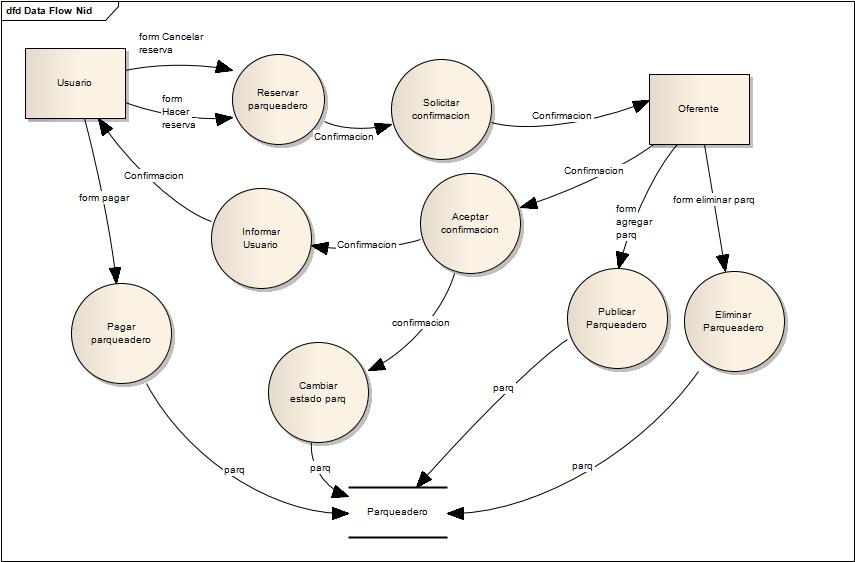 dfd Data Flow Nid
form Cancelar
reserva
Usuario
Reservar
parqueadero
form
Hacer
reserva
Solicitar
confirmacion
Oferente
Confirmacion
Confirmacion
Confirmacion
Confirmacion
form pagar
form
agregar
parq
form eliminar parq
Aceptar
confirmacion
Informar
Usuario
Confirmacion
Publicar
Parqueadero
Eliminar
Parqueadero
Pagar
parqueadero
confirmacion
Cambiar
estado parq
parq
parq
parq
parq
Parqueadero